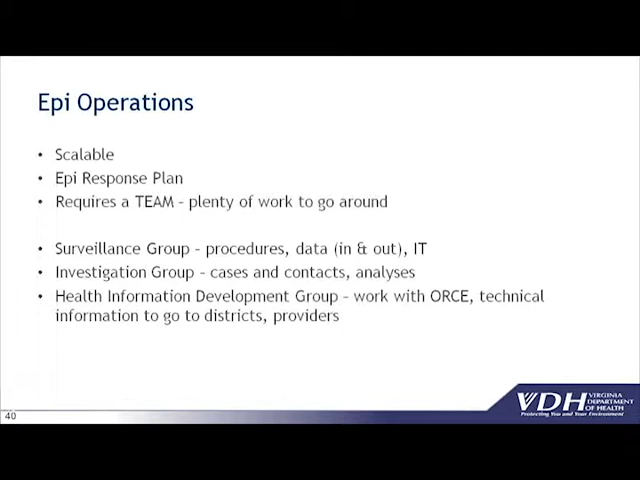 Epi Operations
• Scalable
• Epi Response Plan
• Requires a TEAM – plenty of work to go around
• Surveillance Group – procedures, data (in & out), IT
• Investigation Group – cases and contacts, analyses
• Health Information Development Group – work with ORCE, technical
information to go to districts, providers
40
VDH VIRGINIA
DEPARTMENT
OF HEALTH
Protecting You and Your Environment